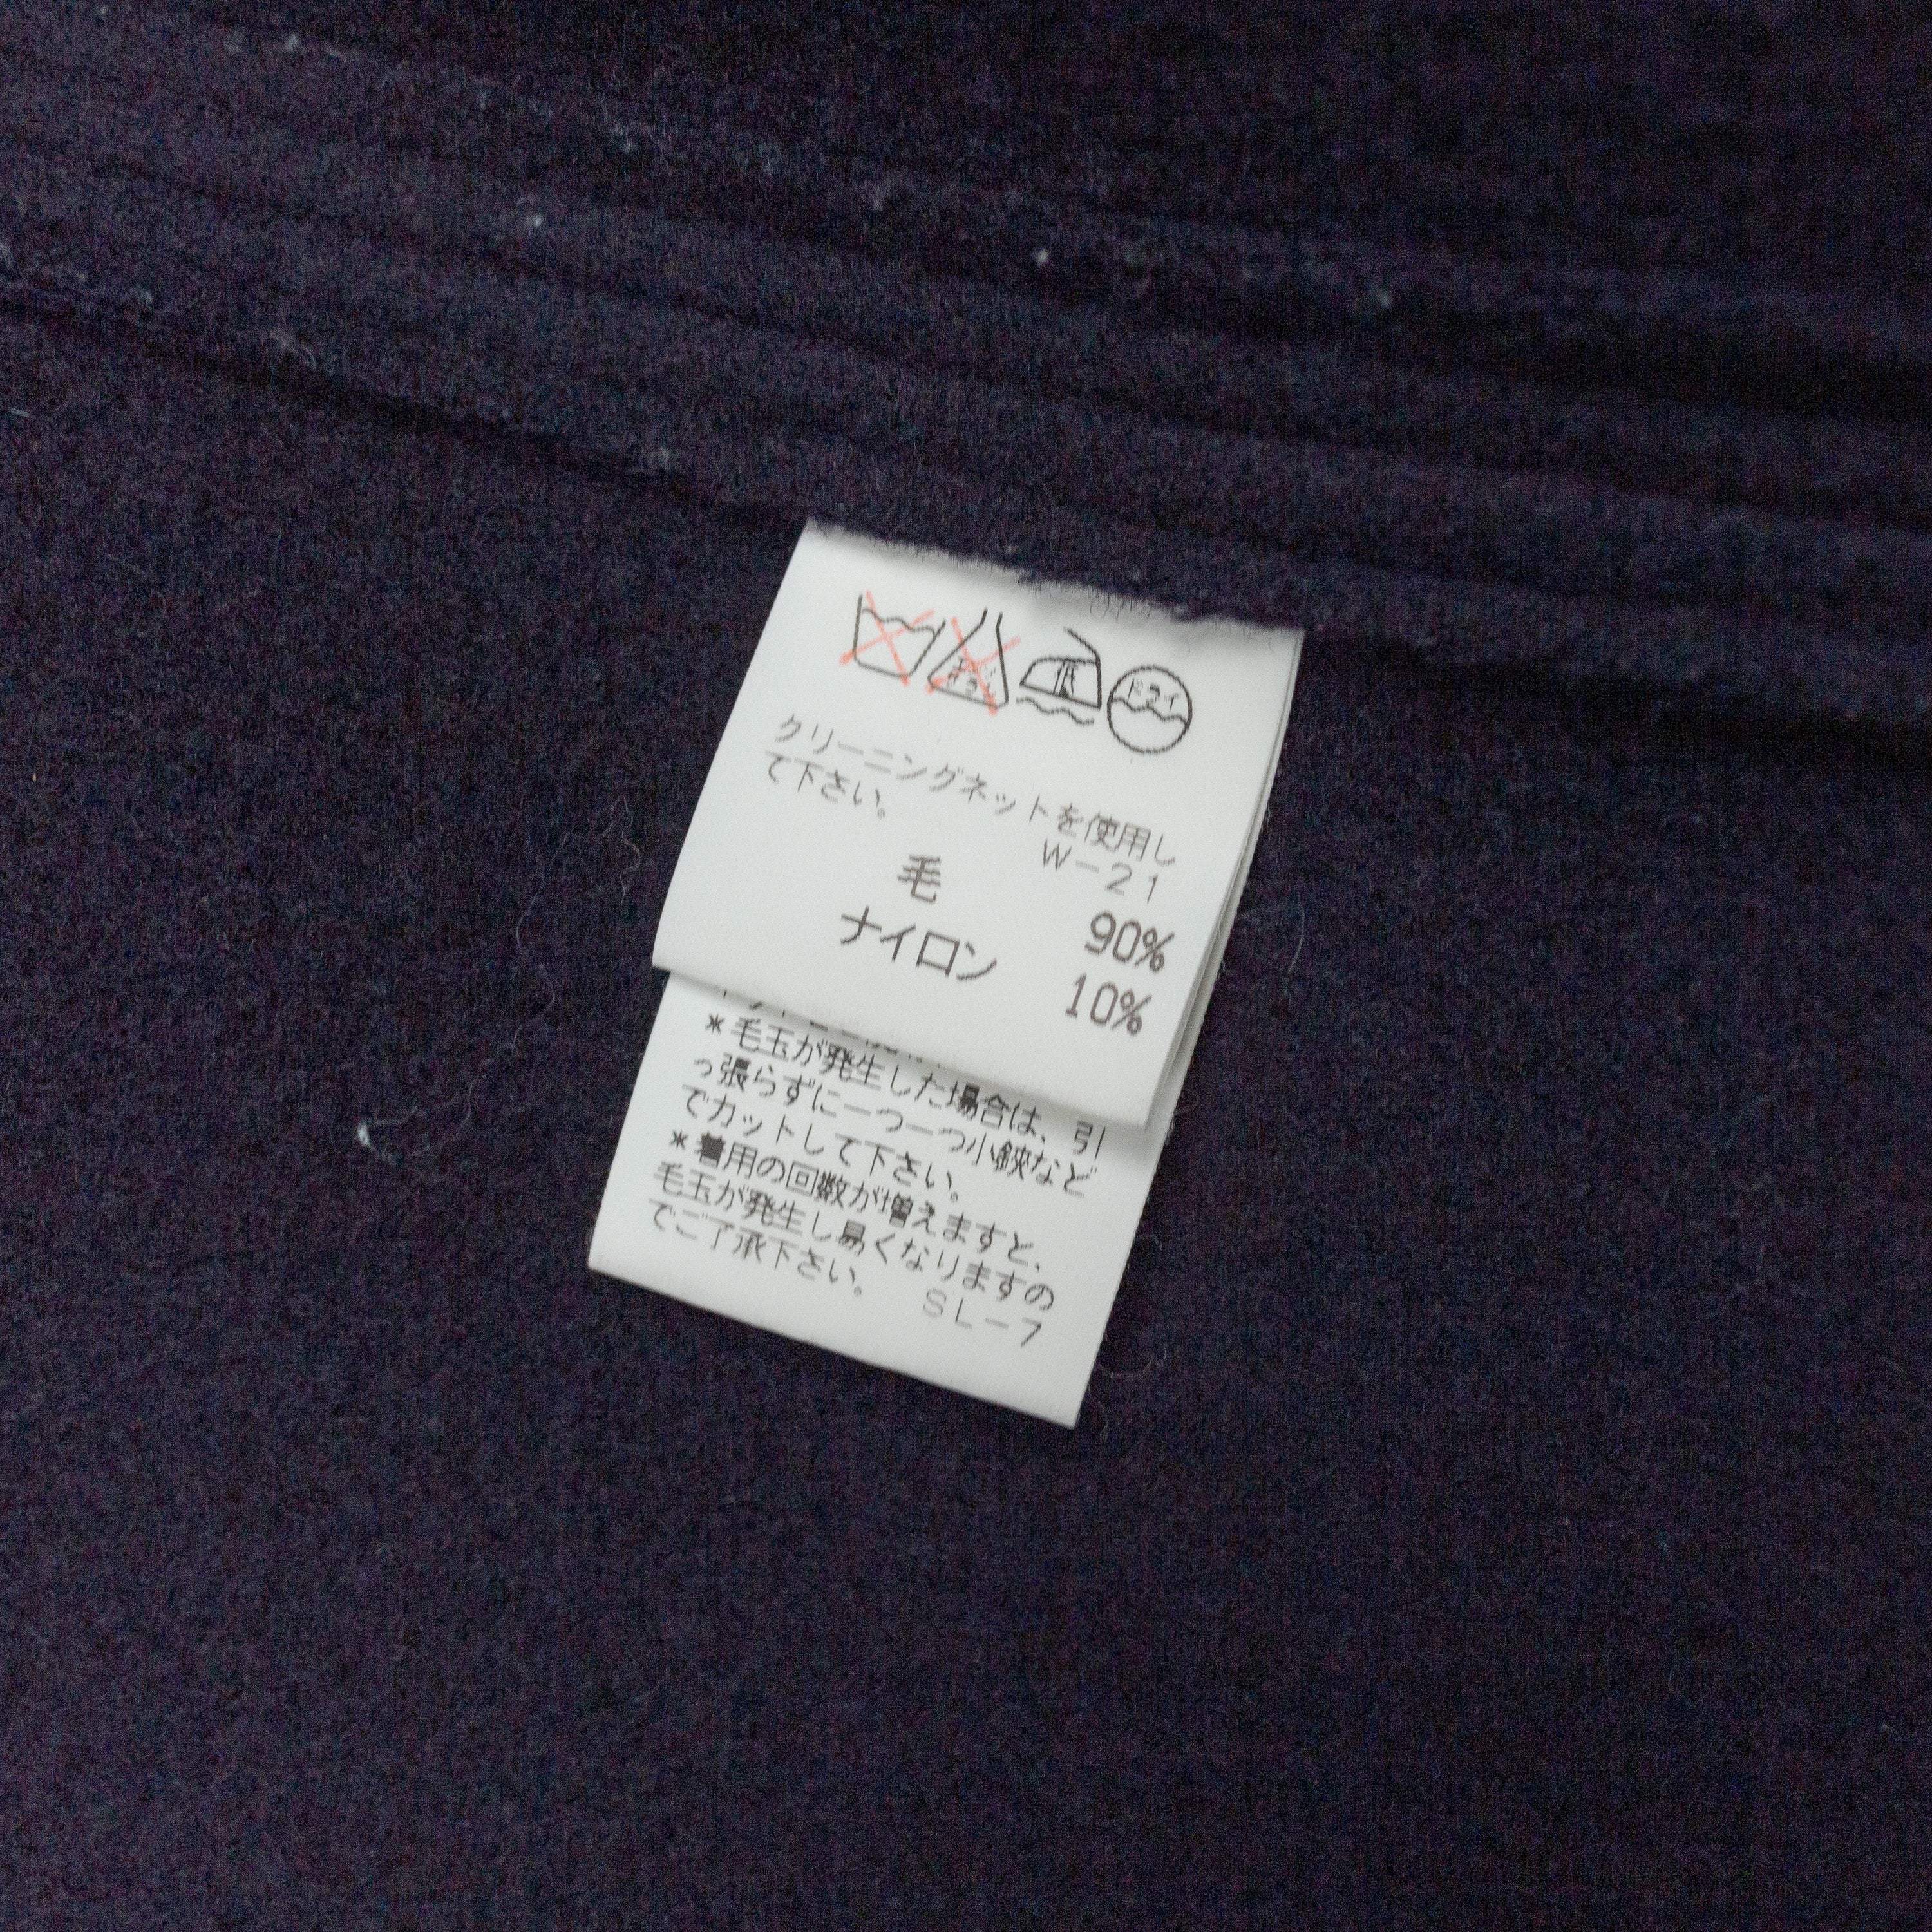 低 ドライ
クリーニングネットを使用し
て下さい。
W-21
毛 90%
ナイロン 10%
*毛玉が発生した場合は、引
っ張らずに一つ一つ小鋏など
でカットして下さい。
*着用の回数が増えますと、
毛玉が発生し易くなりますの
でご了承下さい。 SL-7